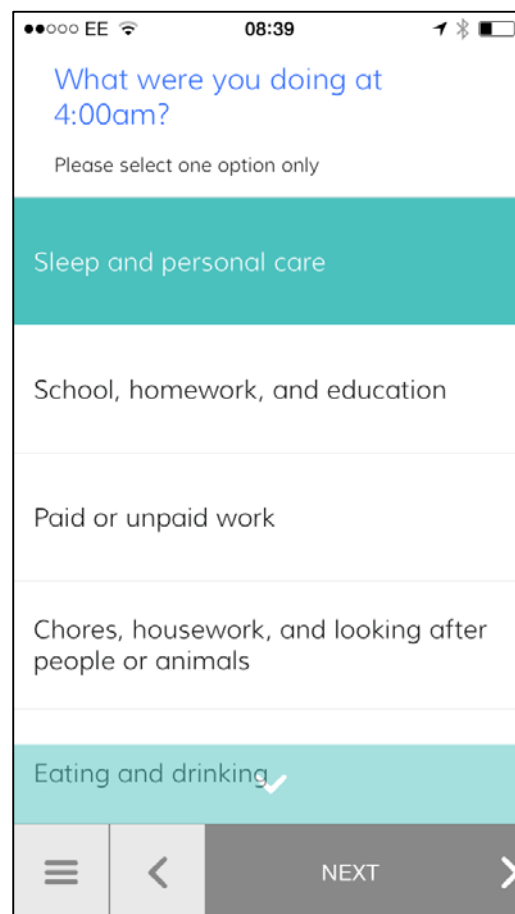 EE 08:39
What were you doing at
4:00am?
Please select one option only
Sleep and personal care
School, homework, and education
Paid or unpaid work
Chores, housework, and looking after
people or animals
Eating and drinking
NEXT